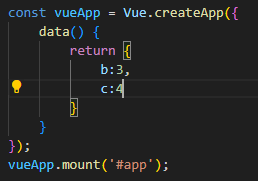 const vueApp = Vue.createApp({
    data() {
        return {
            b:3,
            c:4
        }
    }
});
vueApp.mount('#app');